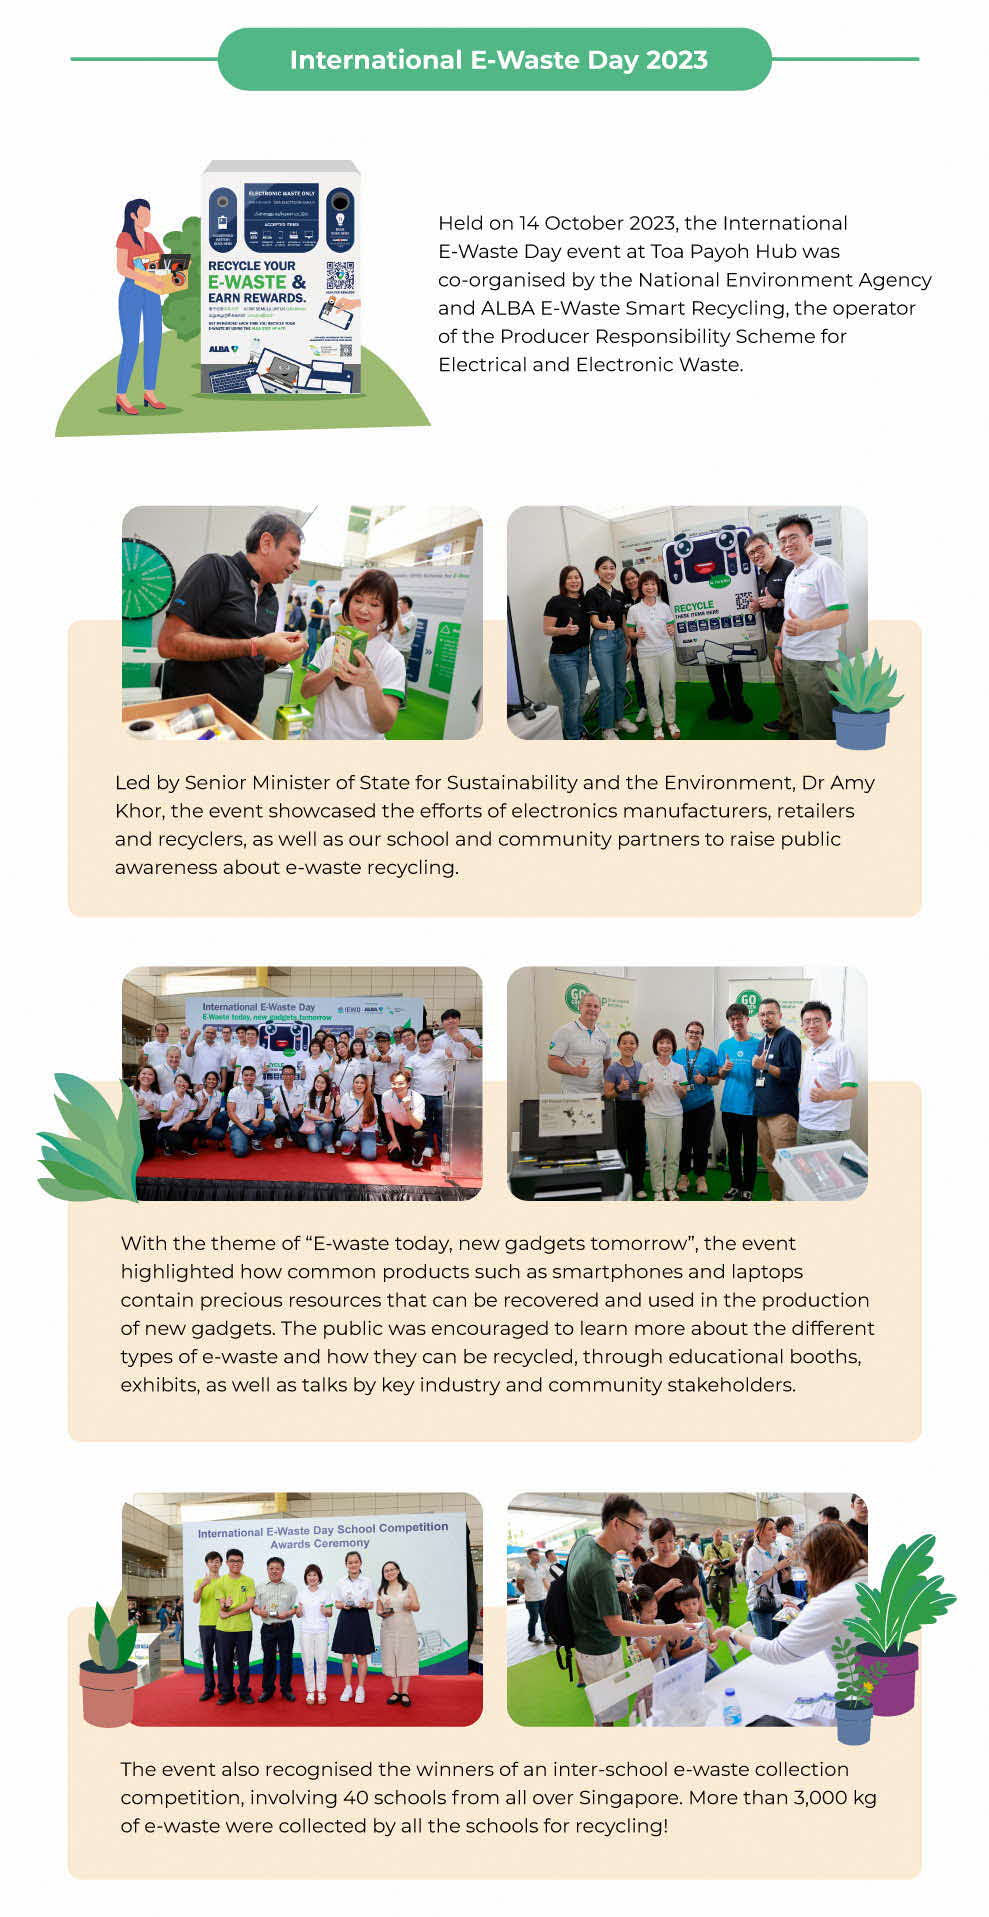 International E-Waste Day 2023
ELECTRONIC WASTE ONLY
ACCEPTED ITEMS
RECYCLE YOUR
E-WASTE &
EARN REWARDS.
ALBA
Held on 14 October 2023, the International
E-Waste Day event at Toa Payoh Hub was
co-organised by the National Environment Agency
and ALBA E-Waste Smart Recycling, the operator
of the Producer Responsibility Scheme for
Electrical and Electronic Waste.
RECYCLE
THESE ITEMS HERE
Led by Senior Minister of State for Sustainability and the Environment, Dr Amy
Khor, the event showcased the efforts of electronics manufacturers, retailers
and recyclers, as well as our school and community partners to raise public
awareness about e-waste recycling.
International E-Waste Day
E-Waste today, new gadgets tomorrow
ALBA
GO
With the theme of “E-waste today, new gadgets tomorrow”, the event
highlighted how common products such as smartphones and laptops
contain precious resources that can be recovered and used in the production
of new gadgets. The public was encouraged to learn more about the different
types of e-waste and how they can be recycled, through educational booths,
exhibits, as well as talks by key industry and community stakeholders.
International E-Waste Day School Competition
Awards Ceremony
The event also recognised the winners of an inter-school e-waste collection
competition, involving 40 schools from all over Singapore. More than 3,000 kg
of e-waste were collected by all the schools for recycling!